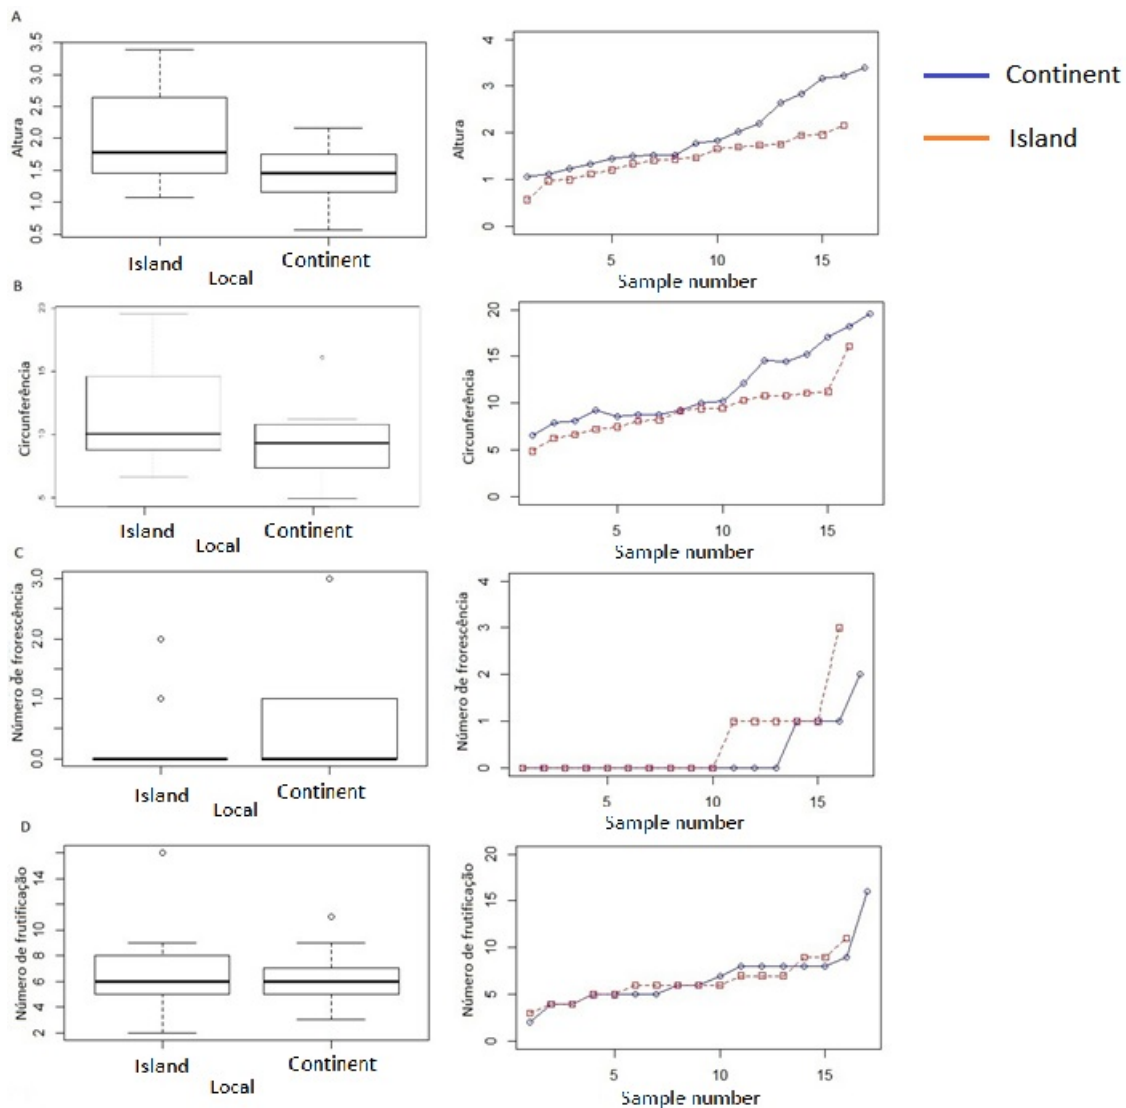 A
Altura
3.5
3.0
2.5
2.0
1.5
1.0
0.5
Island
Continent
Local
Altura
4
3
2
1
0
5
10
15
Sample number
Continent
Island
B
Circunferência
20
15
10
5
Island
Continent
Local
Circunferência
20
15
10
5
0
5
10
15
Sample number
C
Número de frorescência
3.0
2.0
1.0
0.0
Island
Continent
Local
Número de frorescência
4
3
2
1
0
5
10
15
Sample number
D
Número de frutificação
14
10
8
6
4
2
Island
Continent
Local
Número de frutificação
20
15
10
5
0
5
10
15
Sample number